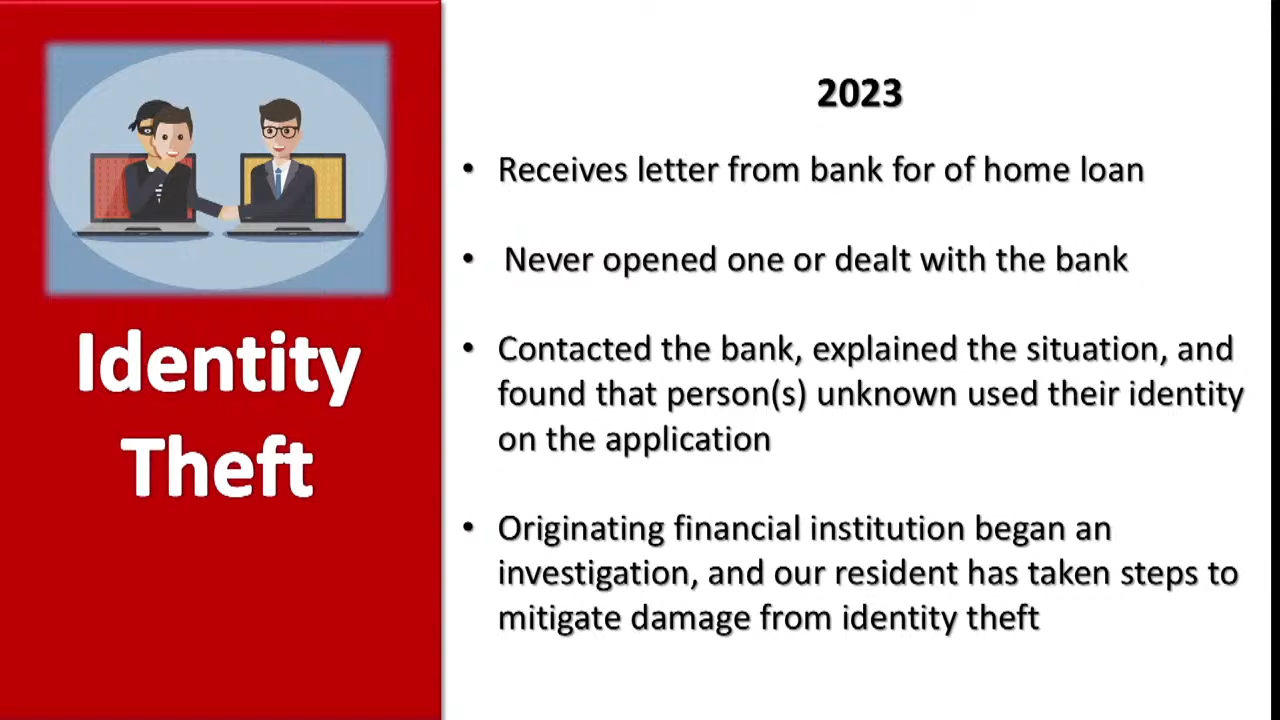 Identity
Theft
2023
• Receives letter from bank for of home loan
• Never opened one or dealt with the bank
• Contacted the bank, explained the situation, and
found that person(s) unknown used their identity
on the application
• Originating financial institution began an
investigation, and our resident has taken steps to
mitigate damage from identity theft